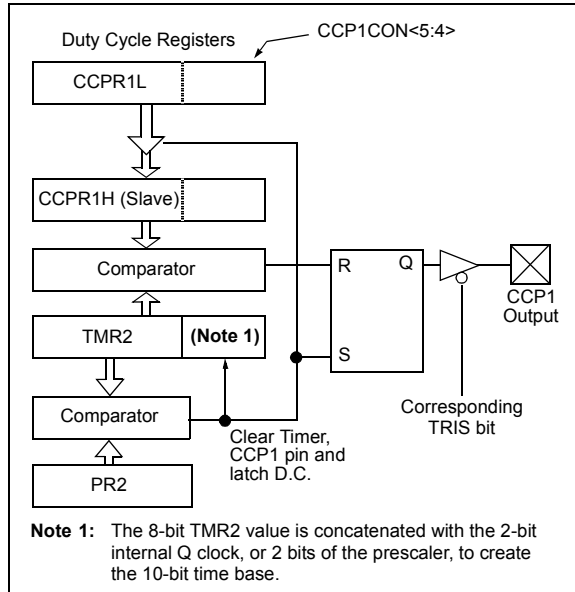 Duty Cycle Registers
CCP1CON<5:4>
CCPR1L
CCPR1H (Slave)
Comparator
R
Q
S
CCP1
Output
TMR2
(Note 1)
Comparator
Clear Timer,
CCP1 pin and
latch D.C.
Corresponding
TRIS bit
PR2
Note 1: The 8-bit TMR2 value is concatenated with the 2-bit
internal Q clock, or 2 bits of the prescaler, to create
the 10-bit time base.